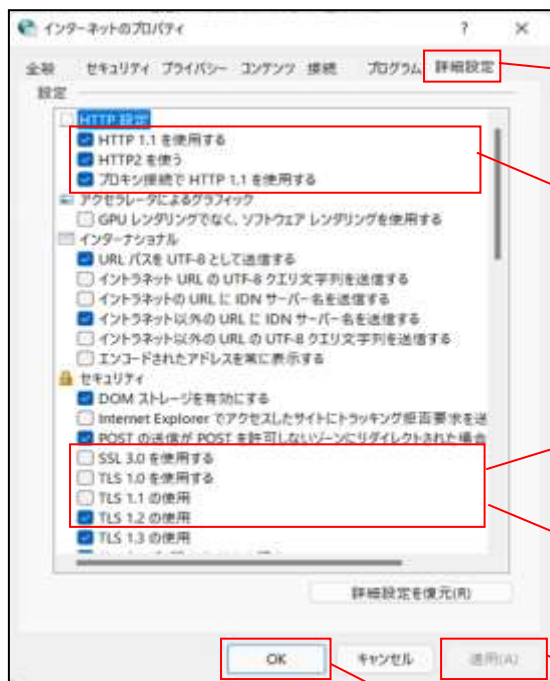 インターネットのプロパティ ? ×
全般 セキュリティ プライバシー コンテンツ 接続 プログラム 詳細設定
設定
HTTP 設定
HTTP 1.1 を使用する
HTTP2 を使う
プロキシ接続で HTTP 1.1 を使用する
アクセラレータによるグラフィック
GPU レンダリングでなく、ソフトウェア レンダリングを使用する
インターナショナル
URL パスを UTF-8 として送信する
イントラネット URL の UTF-8 クエリ文字列を送信する
イントラネットの URL に IDN サーバー名を送信する
イントラネット以外の URL に IDN サーバー名を送信する
イントラネット以外の URL の UTF-8 クエリ文字列を送信する
エンコードされたアドレスを常に表示する
セキュリティ
DOM ストレージを有効にする
Internet Explorer でアクセスしたサイトにトラッキング拒否要求を送
POST の送信が POST を許可しないゾーンにリダイレクトされた場合
SSL 3.0 を使用する
TLS 1.0 を使用する
TLS 1.1 の使用
TLS 1.2 の使用
TLS 1.3 の使用
詳細設定を復元(R)
OK キャンセル 適用(A)